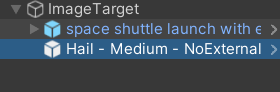 ImageTarget
space shuttle launch with e
Hail - Medium - NoExternal